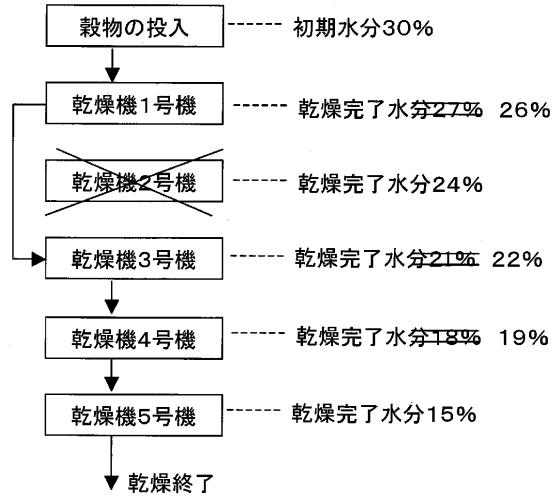 穀物の投入 初期水分30%
乾燥機1号機 乾燥完了水分27% 26%
乾燥機2号機 乾燥完了水分24%
乾燥機3号機 乾燥完了水分21% 22%
乾燥機4号機 乾燥完了水分18% 19%
乾燥機5号機 乾燥完了水分15%
乾燥終了